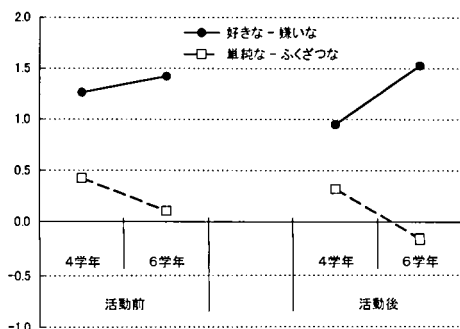 2.0
好きな − 嫌いな
単純な − ふくざつな
1.5
1.0
0.5
0.0
4学年 6学年 4学年 6学年
-0.5
活動前 活動後
-1.0